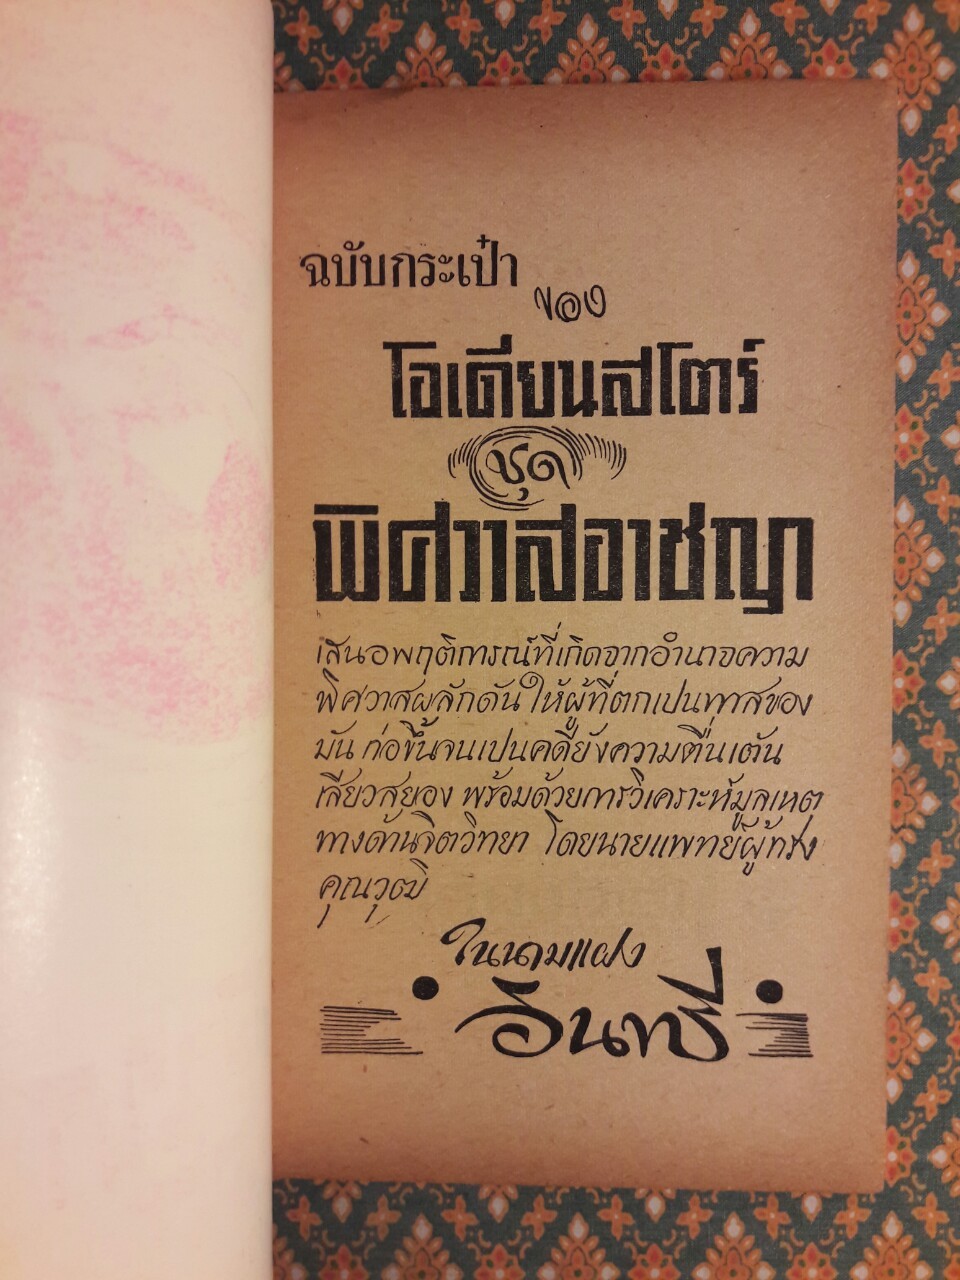 ฉบับกระเป๋า
ของ
โอเดียนสโตร์
ชุด
พิศวาสอาชญา
เสนอพฤติการณ์ที่เกิดจากอำนาจความ
พิศวาสผลักดันให้ผู้ที่ตกเปนทาสของ
มัน ก่อขึ้นจนเปนคดียังความตื่นเต้น
เสียวสยอง พร้อมด้วยการวิเคราะห์มูลเหต
ทางด้านจิตวิทยา โดยนายแพทย์ผู้ทรง
คุณวุฒิ
ในนามแฝง
อินทรี